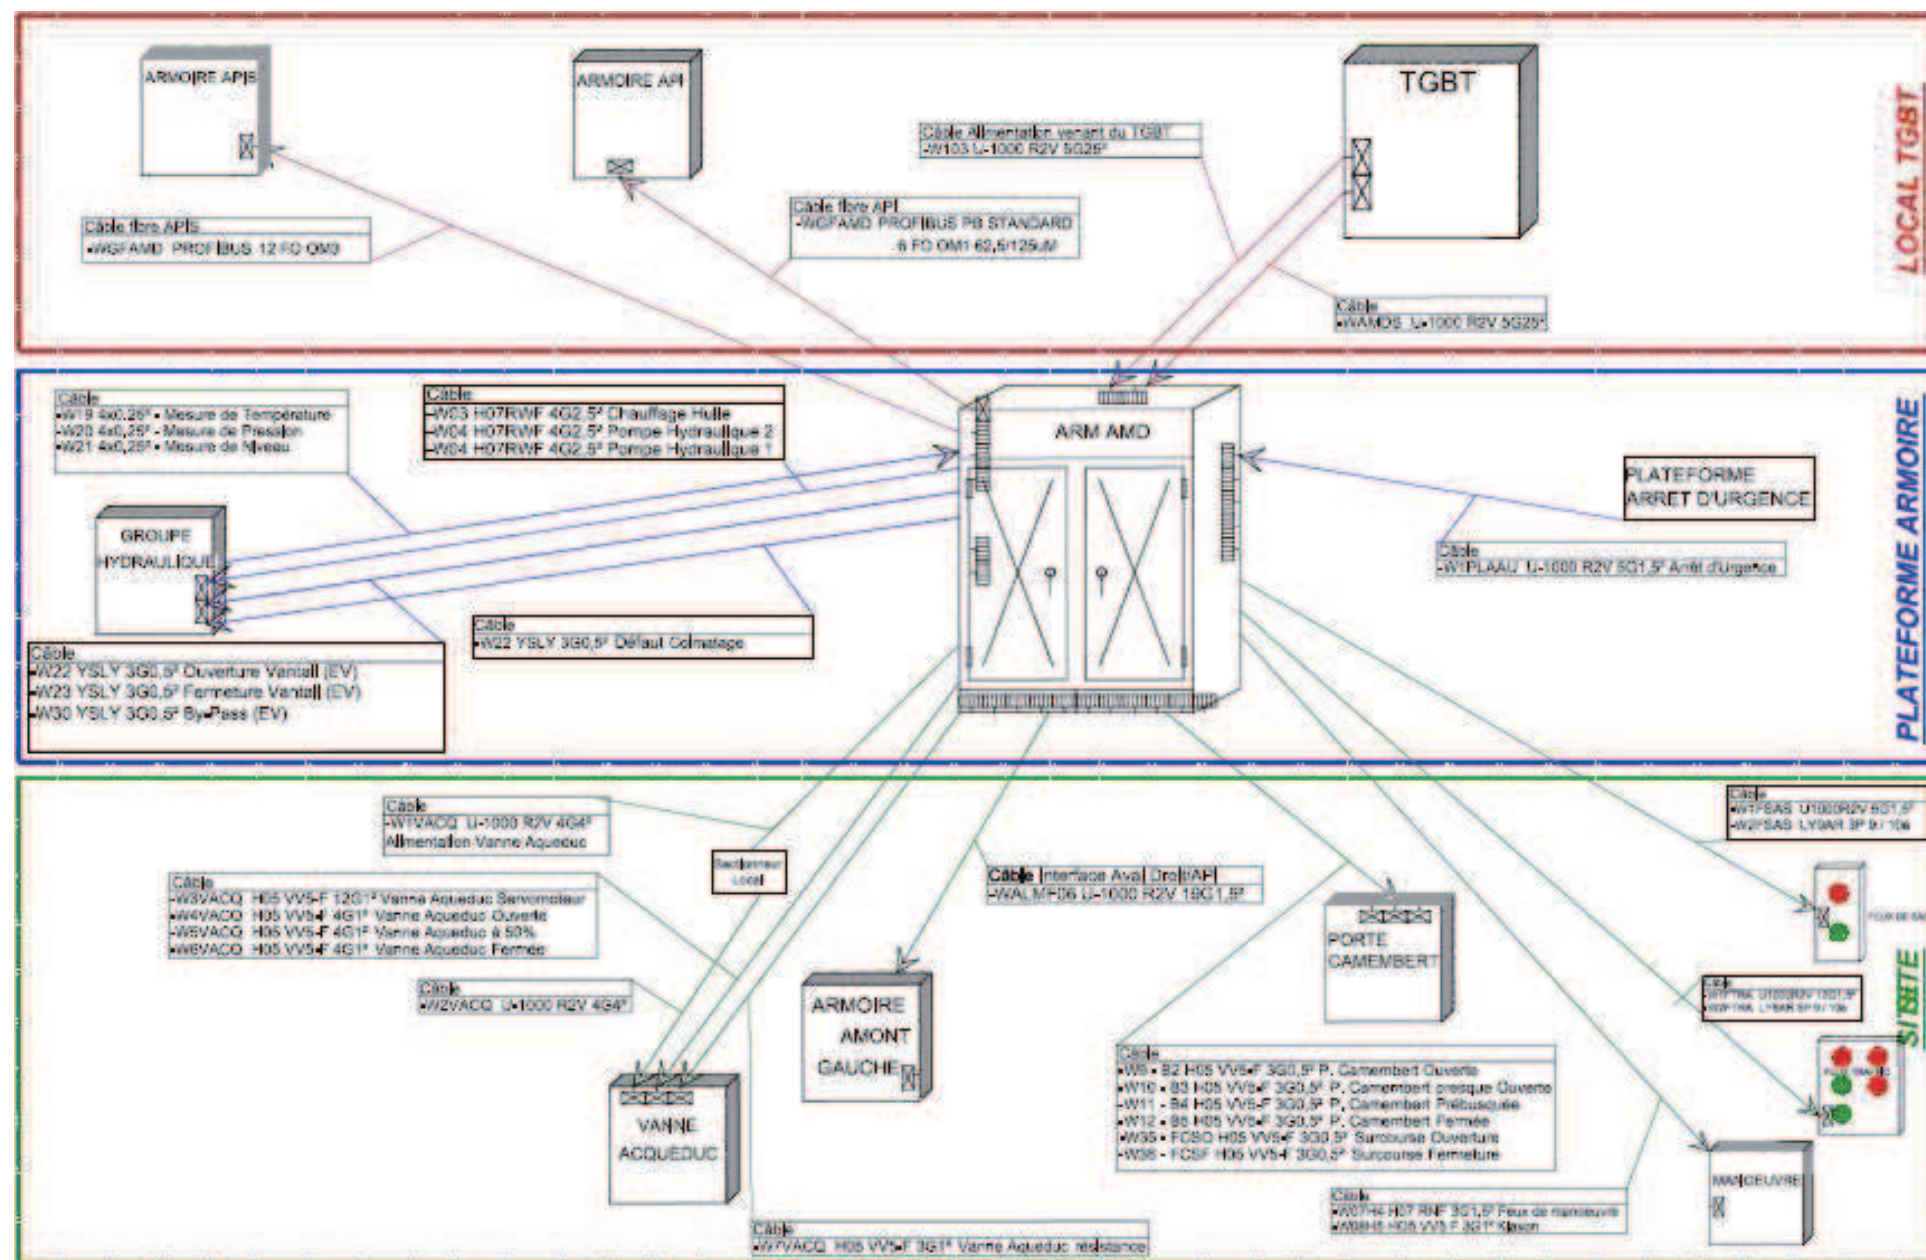 ARMOIRE APIS
ARMOIRE API
TGBT
LOCAL TGBT
Câble Alimentation venant du TGBT
-W103 U-1000 R2V 5G25²
Câble fibre APIS
-WGFAMD PROFIBUS 12 FO OM3
Câble fibre API
-WGFAMD PROFIBUS PB STANDARD
6 FO OM1 62,5/125uM
Câble
-WAMDS U-1000 R2V 5G25²
PLATEFORME ARMOIRE
Câble
-W19 4x0,25² - Mesure de Température
-W20 4x0,25² - Mesure de Pression
-W21 4x0,25² - Mesure de Niveau
Câble
-W03 H07RWF 4G2,5² Chauffage Huile
-W04 H07RWF 4G2,5² Pompe Hydraulique 2
-W04 H07RWF 4G2,5² Pompe Hydraulique 1
ARM AMD
PLATEFORME
ARRET D'URGENCE
GROUPE
HYDRAULIQUE
Câble
-W1PLAAU U-1000 R2V 5G1,5² Arrêt d'Urgence
Câble
-W22 YSLY 3G0,5² Défaut Colmatage
Câble
-W22 YSLY 3G0,5² Ouverture Vantail (EV)
-W23 YSLY 3G0,5² Fermeture Vantail (EV)
-W30 YSLY 3G0,5² By-Pass (EV)
Câble
-W1VACQ U-1000 R2V 4G4²
Alimentation Vanne Aqueduc
Sectionneur
Local
Câble
-W1FSAS U1000R2V 5G1,5²
-W2FSAS LY9AR 3P 9/10e
Câble
-W3VACQ H05 VV5-F 12G1² Vanne Aqueduc Servomoteur
-W4VACQ H05 VV5-F 4G1² Vanne Aqueduc Ouverte
-W5VACQ H05 VV5-F 4G1² Vanne Aqueduc à 50%
-W6VACQ H05 VV5-F 4G1² Vanne Aqueduc Fermée
Câble Interface Aval Droit/API
-WALMF06 U-1000 R2V 19G1,5²
PORTE
CAMEMBERT
FEUX DE
Câble
-W2VACQ U-1000 R2V 4G4²
ARMOIRE
AMONT
GAUCHE
SITE
Câble
U1000R2V 12G1,5²
Câble
-W9 - B2 H05 VV5-F 3G0,5² P. Camembert Ouverte
-W10 - B3 H05 VV5-F 3G0,5² P. Camembert presque Ouverte
-W11 - B4 H05 VV5-F 3G0,5² P. Camembert Prébusquée
-W12 - B5 H05 VV5-F 3G0,5² P. Camembert Fermée
-W35 - FCSO H05 VV5-F 3G0,5² Surcourse Ouverture
-W36 - FCSF H05 VV5-F 3G0,5² Surcourse Fermeture
VANNE
ACQUEDUC
MANOEUVRE
Câble
-W07H4 H07 RNF 3G1,5² Feux de manoeuvre
-W08H5 H05 VV5 F 3G1² Klaxon
Câble
-W7VACQ H05 VV5-F 3G1² Vanne Aqueduc résistance